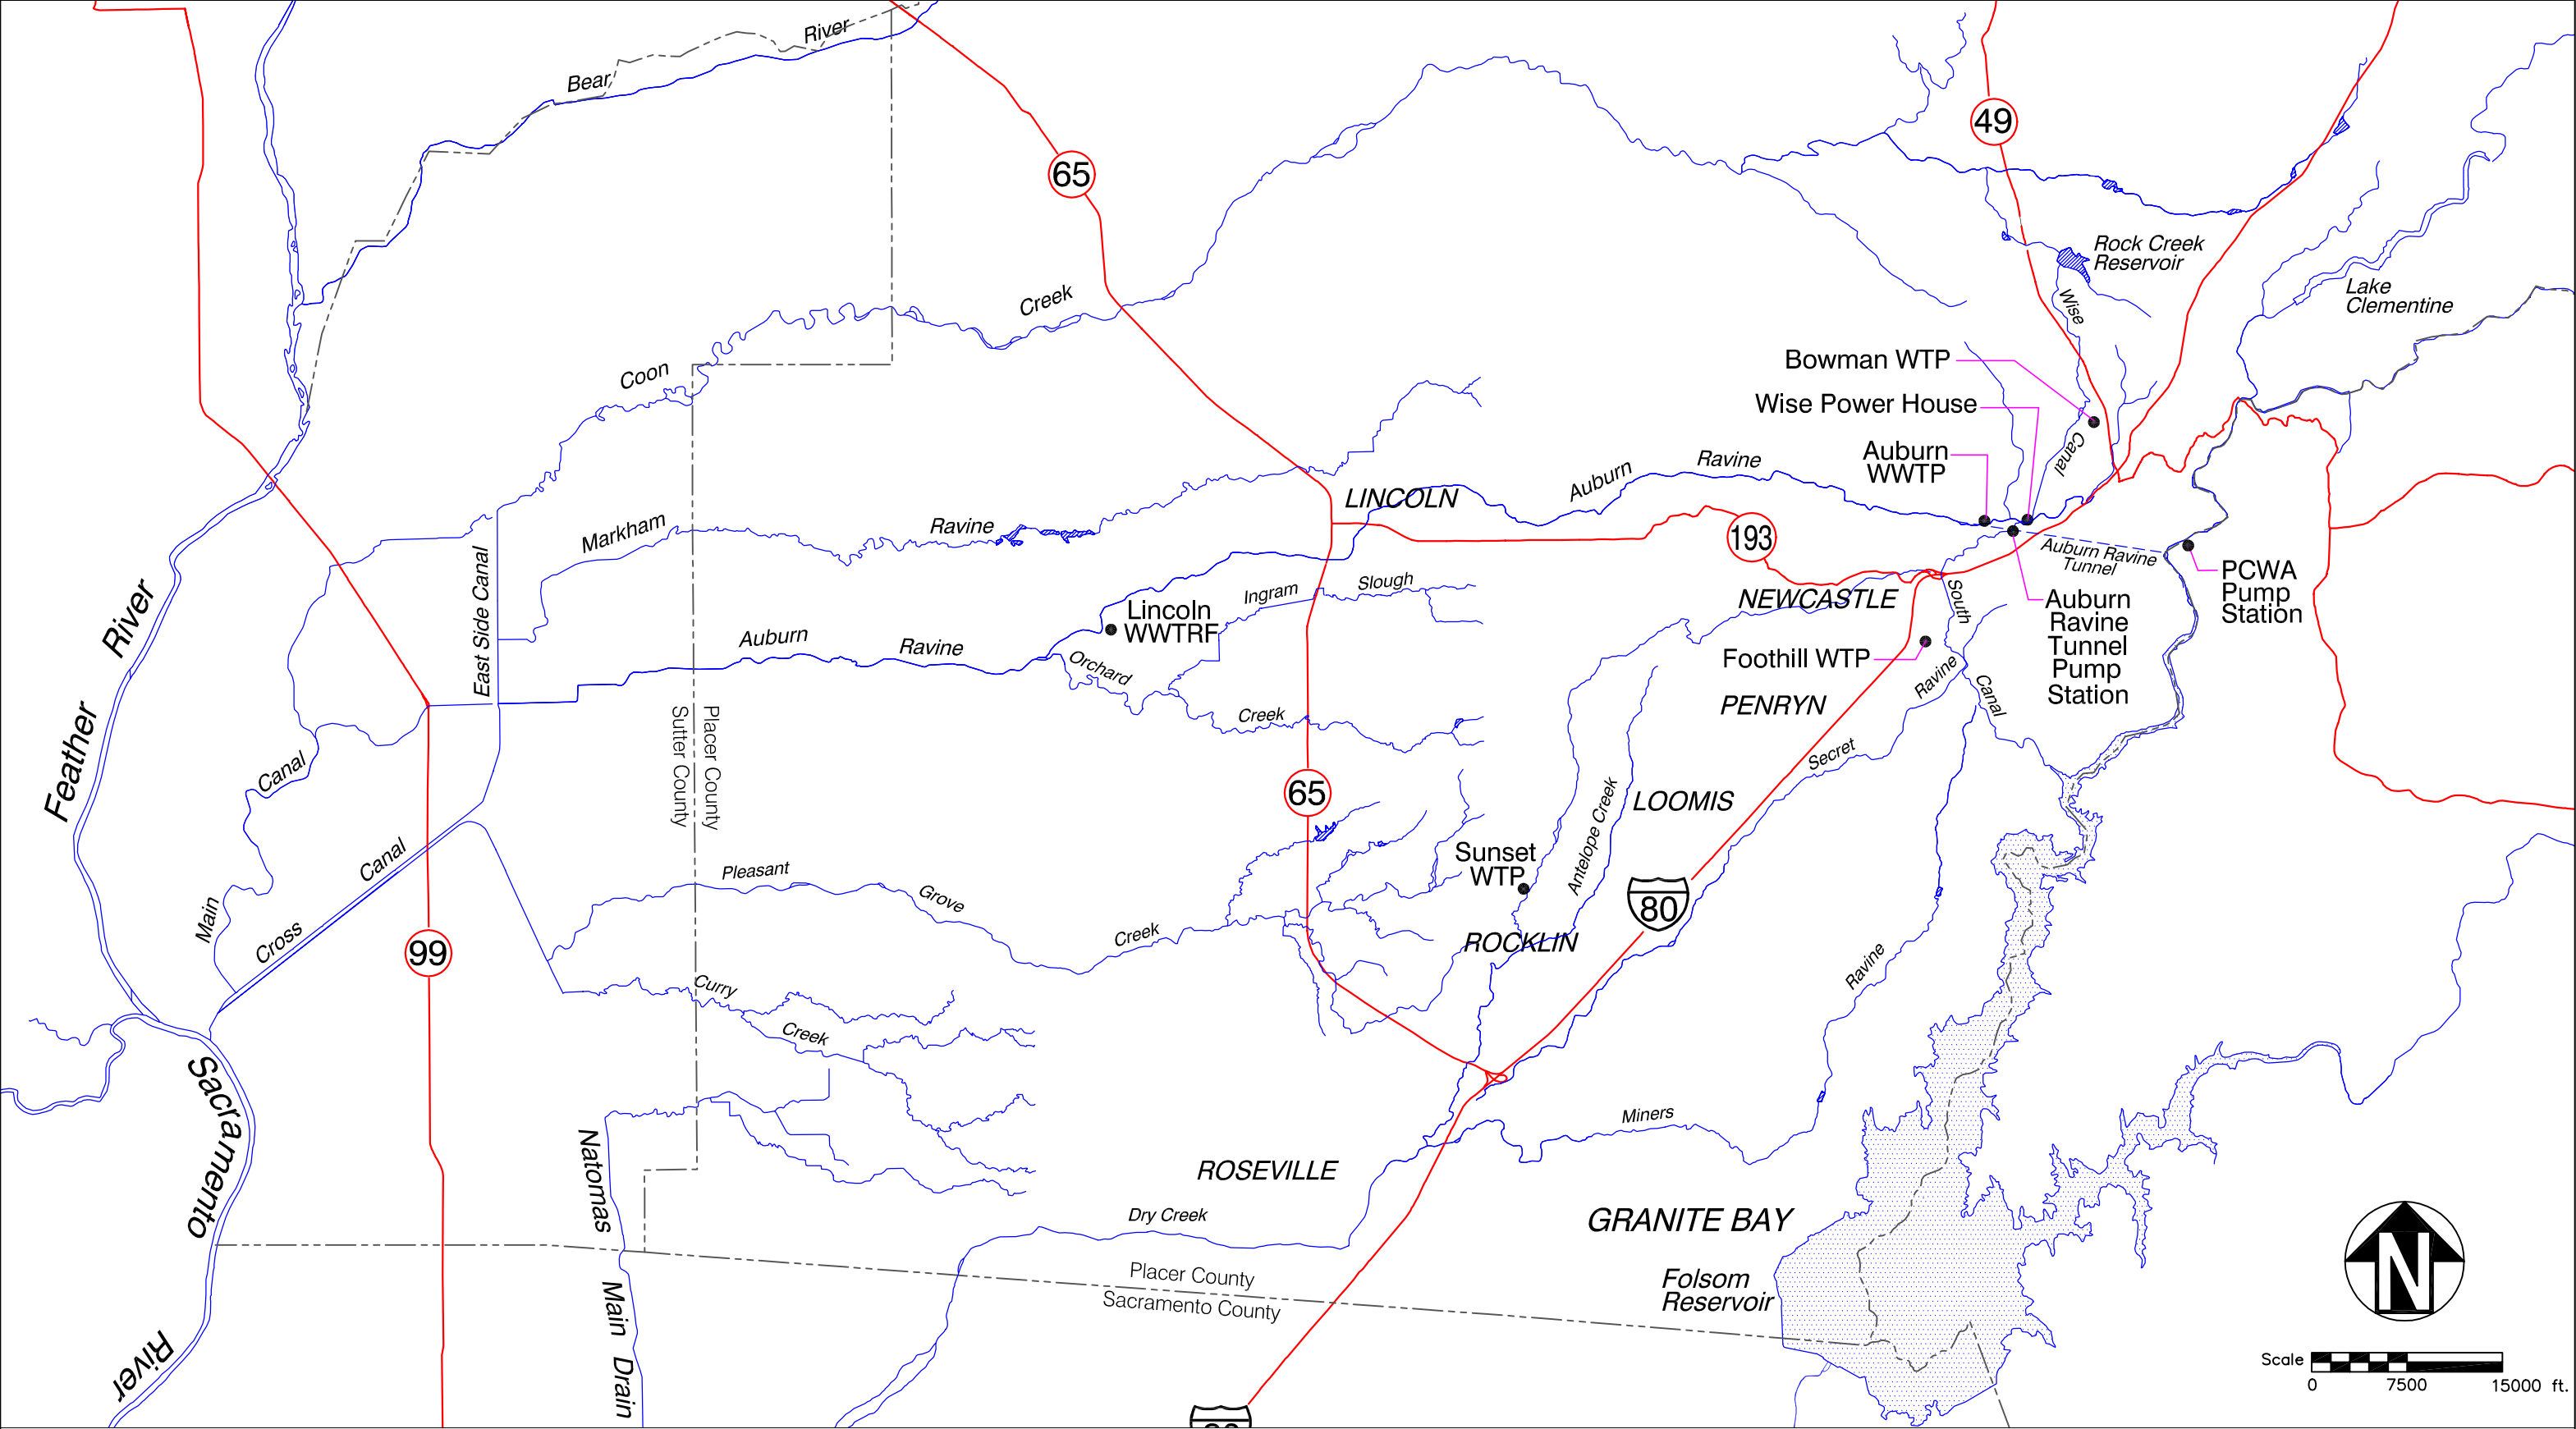 River
Bear
49
65
Rock Creek
Reservoir
Lake
Clementine
Creek
Wise
Coon
Bowman WTP
Wise Power House
Auburn
WWTP
Canal
Auburn
Ravine
LINCOLN
Markham
Ravine
193
Auburn Ravine
Tunnel
PCWA
Pump
Station
East Side Canal
Ingram
Slough
NEWCASTLE
South
Auburn
Ravine
Tunnel
Pump
Station
Lincoln
WWTRF
Auburn
Ravine
Orchard
Foothill WTP
Ravine
Canal
River
Feather
Placer County
Sutter County
Creek
PENRYN
Secret
Canal
65
LOOMIS
Antelope Creek
Canal
Sunset
WTP
Pleasant
Grove
Creek
80
Main
Cross
99
ROCKLIN
Ravine
Curry
Creek
Sacramento
River
Natomas
Main
Drain
Miners
ROSEVILLE
Dry Creek
GRANITE BAY
Placer County
Sacramento County
Folsom
Reservoir
N
Scale
0 7500 15000 ft.